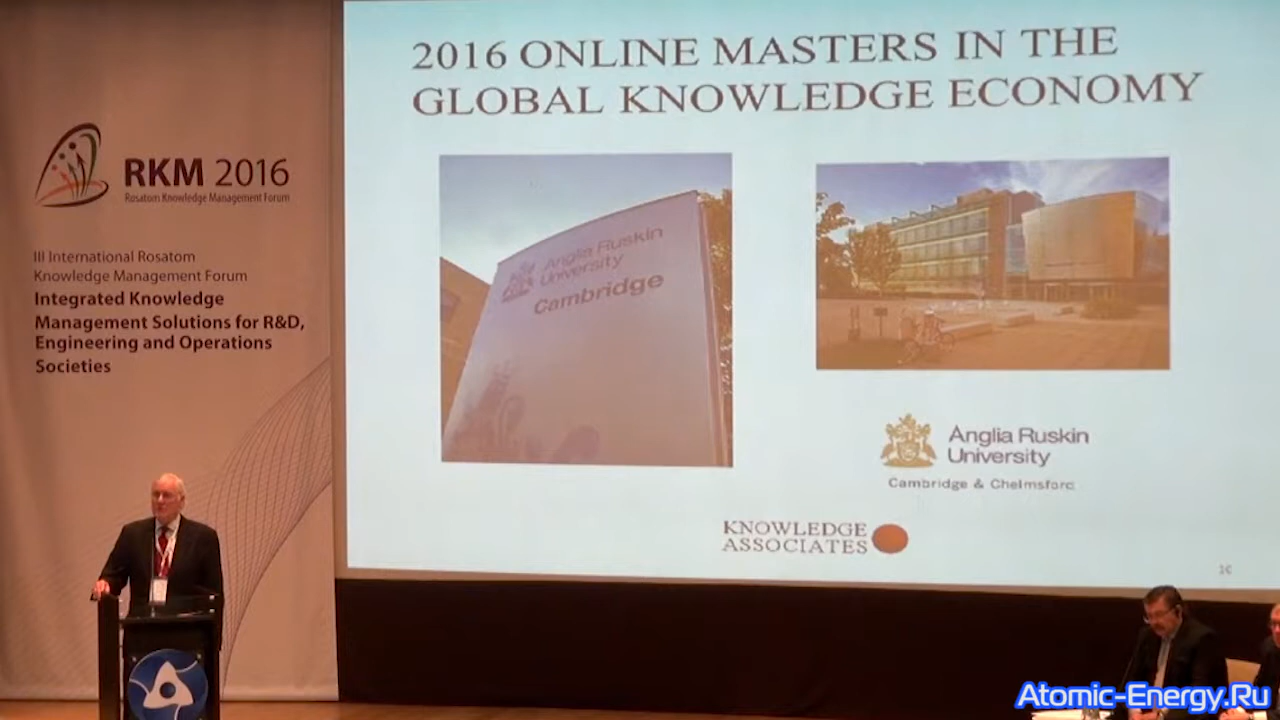 RKM 2016
Rosatom Knowledge Management Forum
III International Rosatom
Knowledge Management Forum
Integrated Knowledge
Management Solutions for R&D,
Engineering and Operations
Societies
2016 ONLINE MASTERS IN THE
GLOBAL KNOWLEDGE ECONOMY
Anglia Ruskin
University
Cambridge
Anglia Ruskin
University
Cambridge & Chelmsford
KNOWLEDGE
ASSOCIATES
Atomic-Energy.Ru